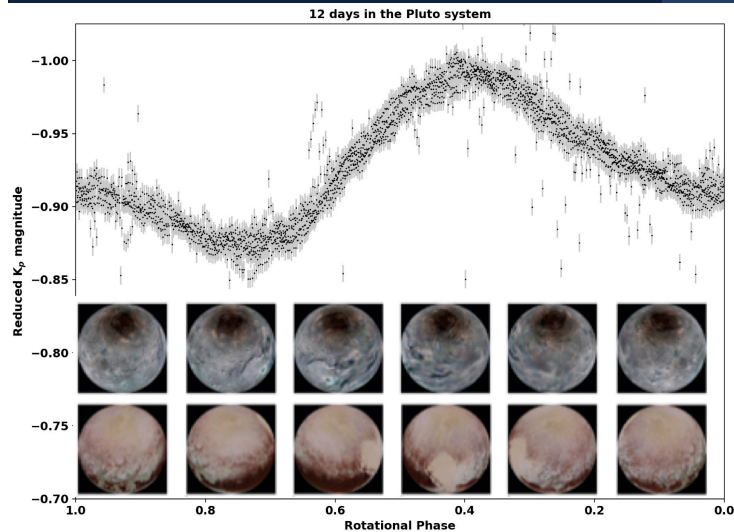 12 days in the Pluto system
Reduced Kp magnitude
−1.00
−0.95
−0.90
−0.85
−0.80
−0.75
−0.70
1.0 0.8 0.6 0.4 0.2 0.0
Rotational Phase